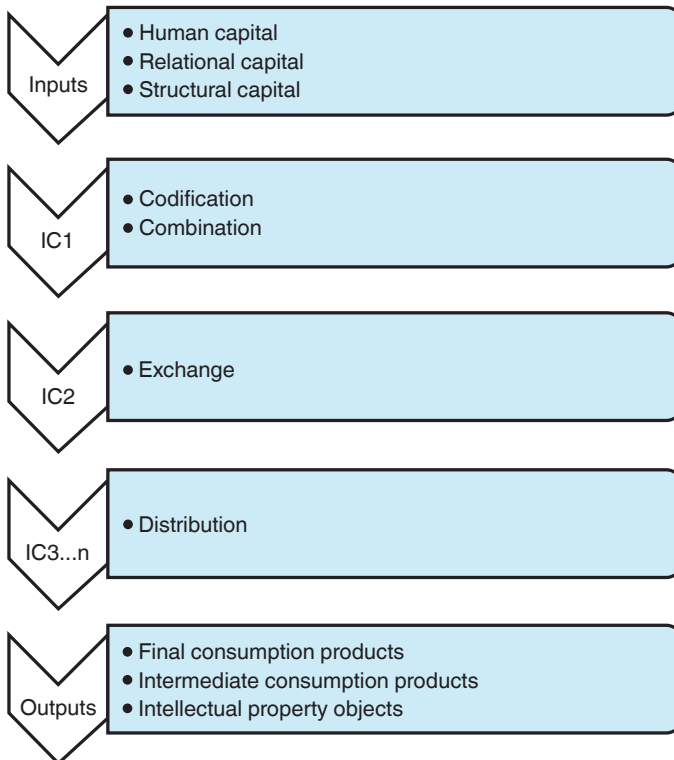 Inputs
• Human capital
• Relational capital
• Structural capital
IC1
• Codification
• Combination
IC2
• Exchange
IC3...n
• Distribution
Outputs
• Final consumption products
• Intermediate consumption products
• Intellectual property objects